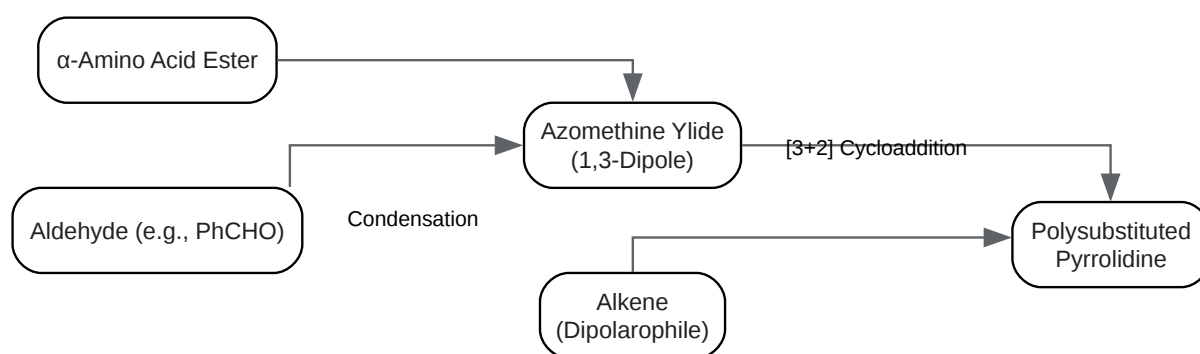 α-Amino Acid Ester
Azomethine Ylide
(1,3-Dipole)
[3+2] Cycloaddition
Aldehyde (e.g., PhCHO)
Condensation
Polysubstituted
Pyrrolidine
Alkene
(Dipolarophile)